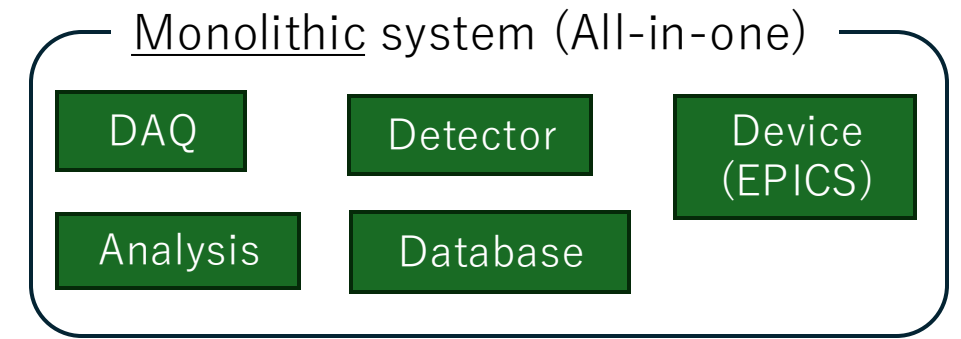 Monolithic system (All-in-one)
DAQ
Detector
Device
(EPICS)
Analysis
Database